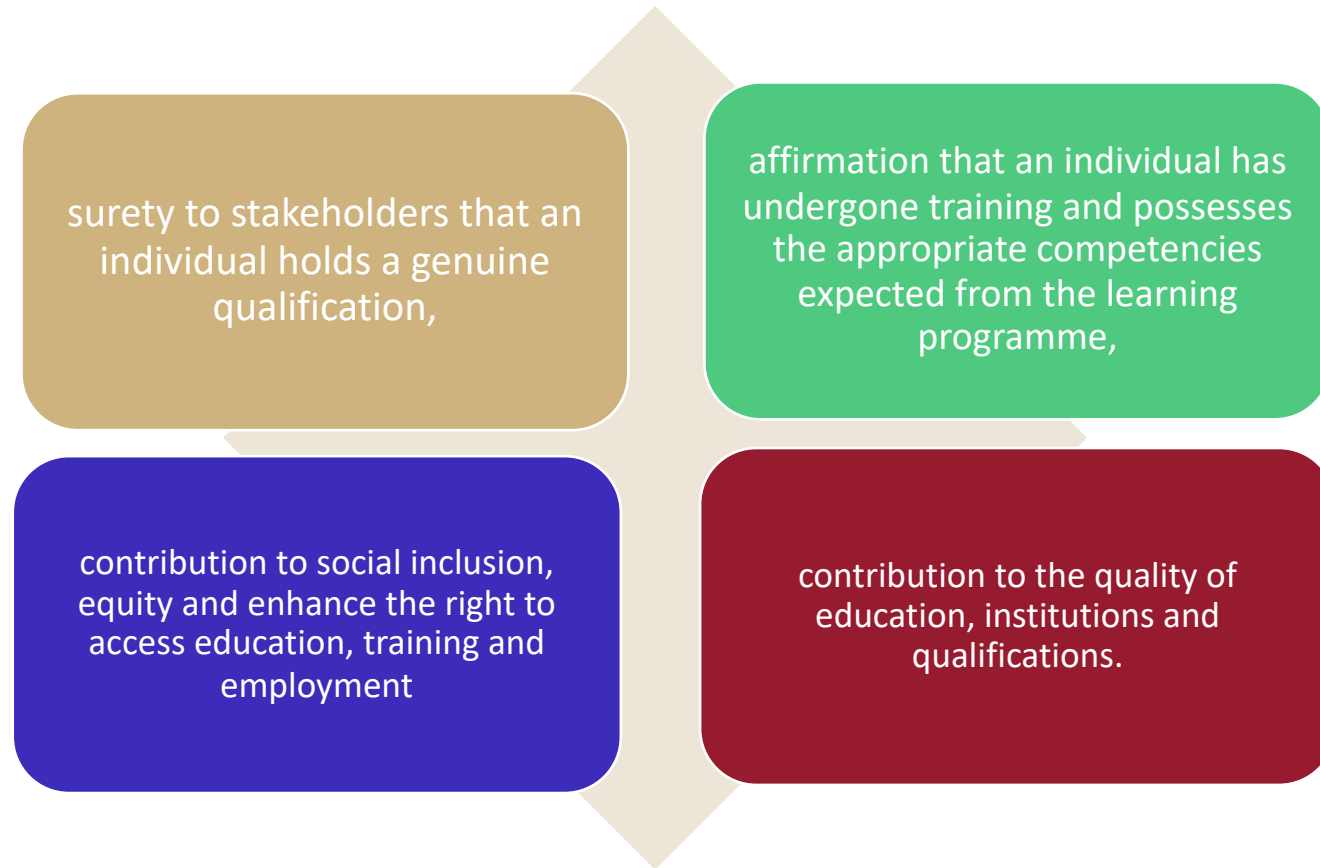 surety to stakeholders that an
individual holds a genuine
qualification,
affirmation that an individual has
undergone training and possesses
the appropriate competencies
expected from the learning
programme,
contribution to social inclusion,
equity and enhance the right to
access education, training and
employment
contribution to the quality of
education, institutions and
qualifications.